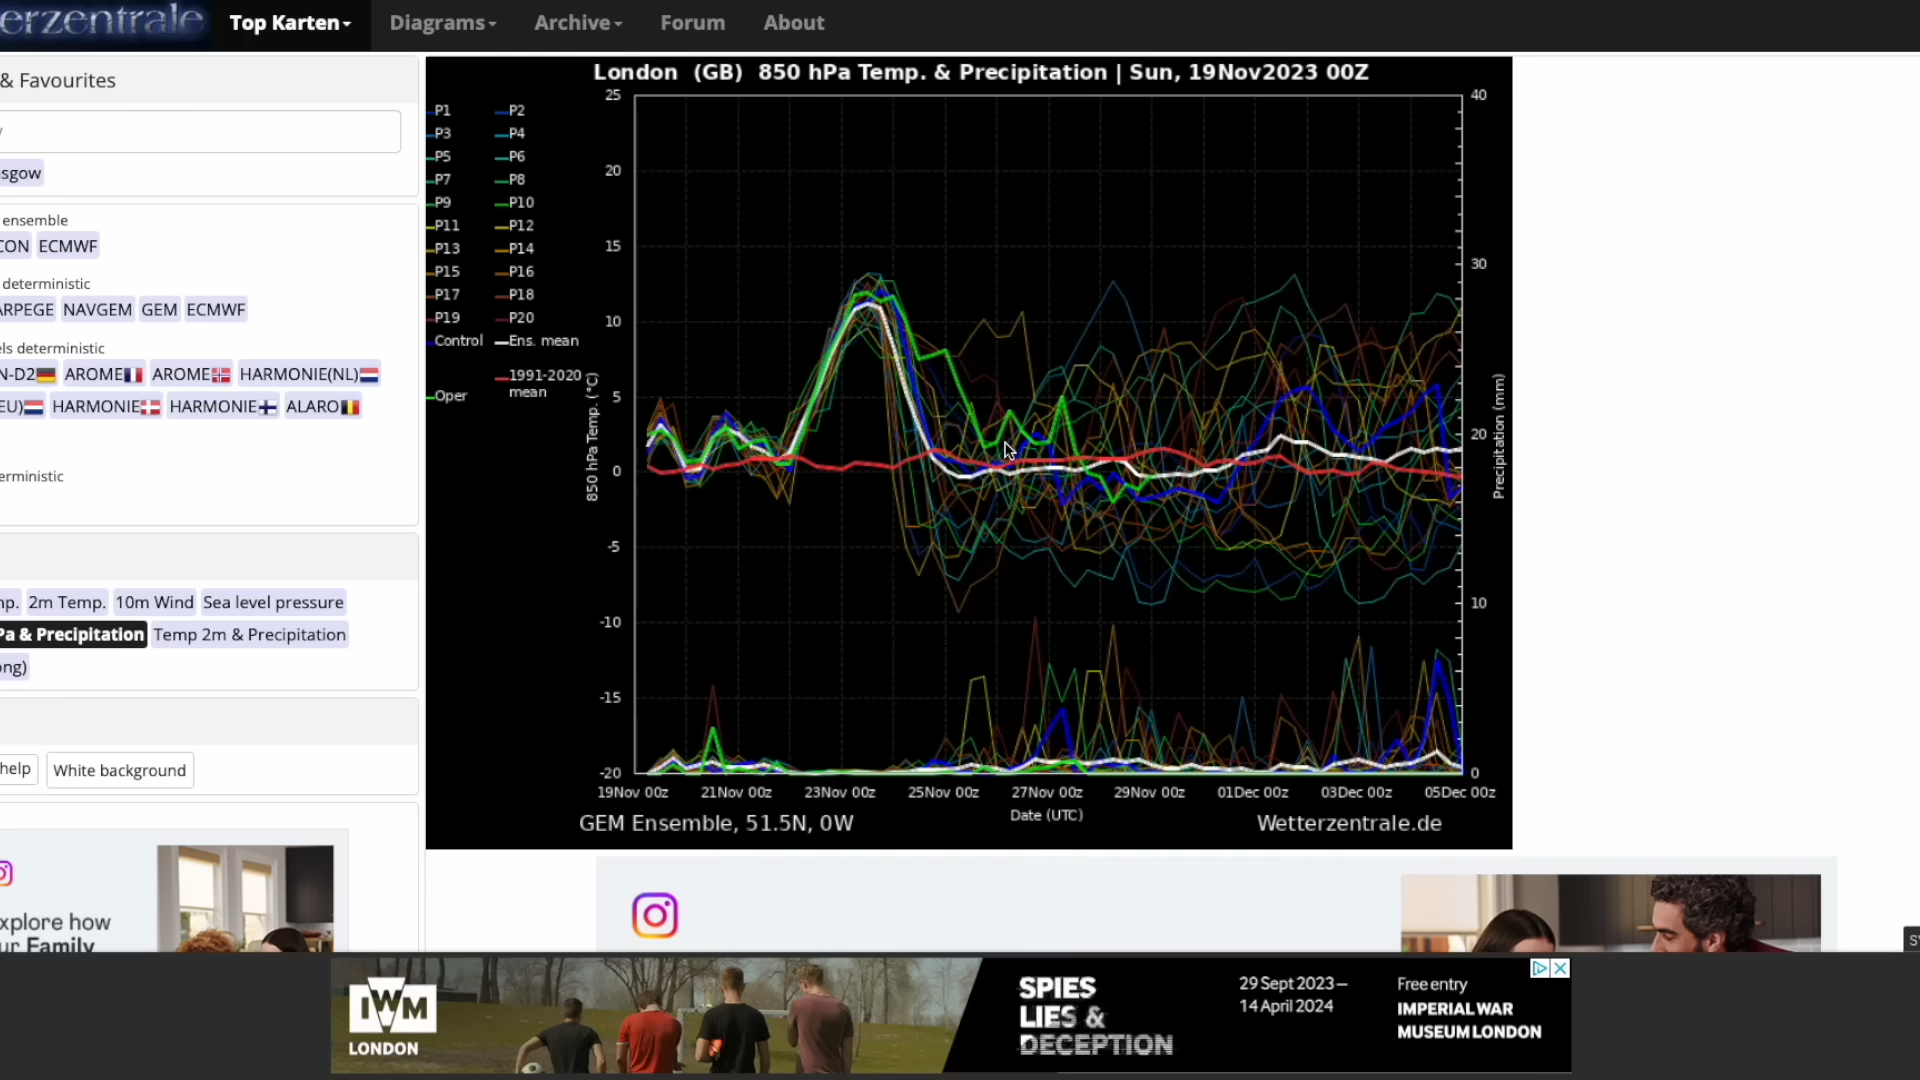 erzentrale
Top Karten
Diagrams
Archive
Forum
About
& Favourites
sgow
ensemble
CON ECMWF
deterministic
ARPEGE NAVGEM GEM ECMWF
els deterministic
N-D2 AROME AROME HARMONIE(NL)
EU) HARMONIE HARMONIE ALARO
erministic
mp. 2m Temp. 10m Wind Sea level pressure
Pa & Precipitation Temp 2m & Precipitation
ong)
help White background
London (GB) 850 hPa Temp. & Precipitation | Sun, 19Nov2023 00Z
P1 P2
P3 P4
P5 P6
P7 P8
P9 P10
P11 P12
P13 P14
P15 P16
P17 P18
P19 P20
Control Ens. mean
1991-2020
mean
Oper
25
20
15
10
5
0
-5
-10
-15
-20
850 hPa Temp. (°C)
40
30
20
10
0
Precipitation (mm)
19Nov 00z 21Nov 00z 23Nov 00z 25Nov 00z 27Nov 00z 29Nov 00z 01Dec 00z 03Dec 00z 05Dec 00z
Date (UTC)
GEM Ensemble, 51.5N, 0W
Wetterzentrale.de
xplore how
ur Family
IWM
LONDON
SPIES
LIES &
DECEPTION
29 Sept 2023–
14 April 2024
Free entry
IMPERIAL WAR
MUSEUM LONDON